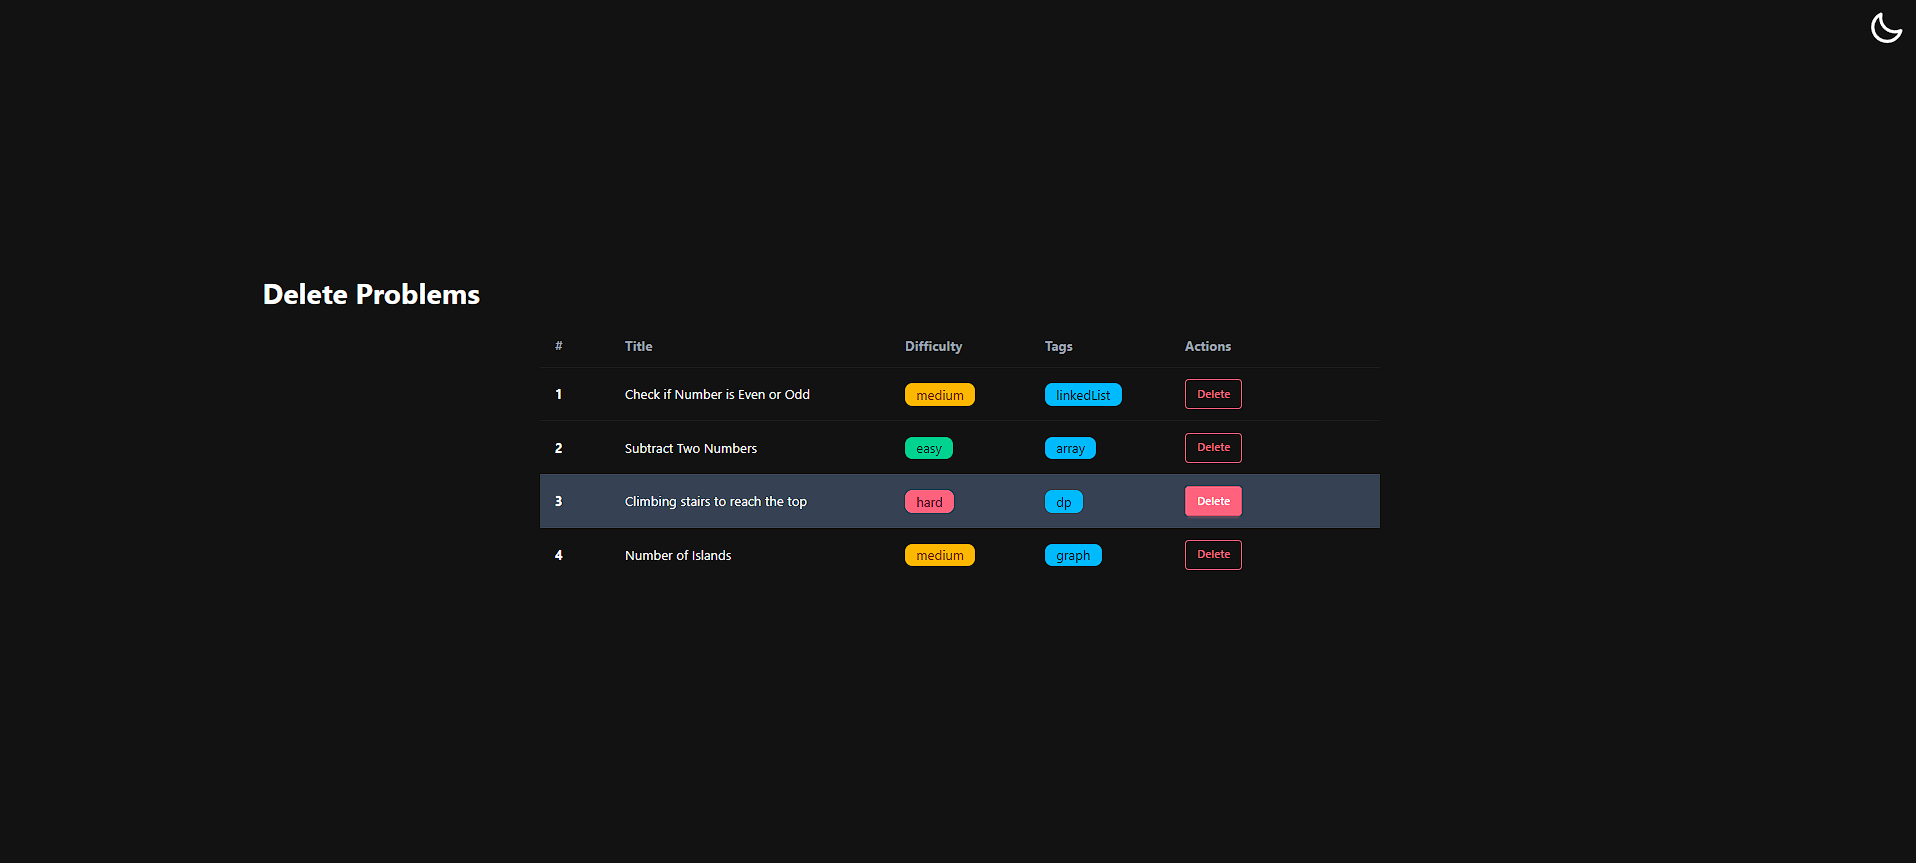 Delete Problems
# Title Difficulty Tags Actions
1 Check if Number is Even or Odd medium linkedList Delete
2 Subtract Two Numbers easy array Delete
3 Climbing stairs to reach the top hard dp Delete
4 Number of Islands medium graph Delete